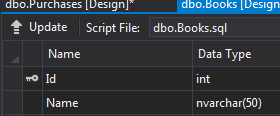 dbo.Purchases [Design]* dbo.Books [Design]
Update Script File: dbo.Books.sql
Name Data Type
Id int
Name nvarchar(50)